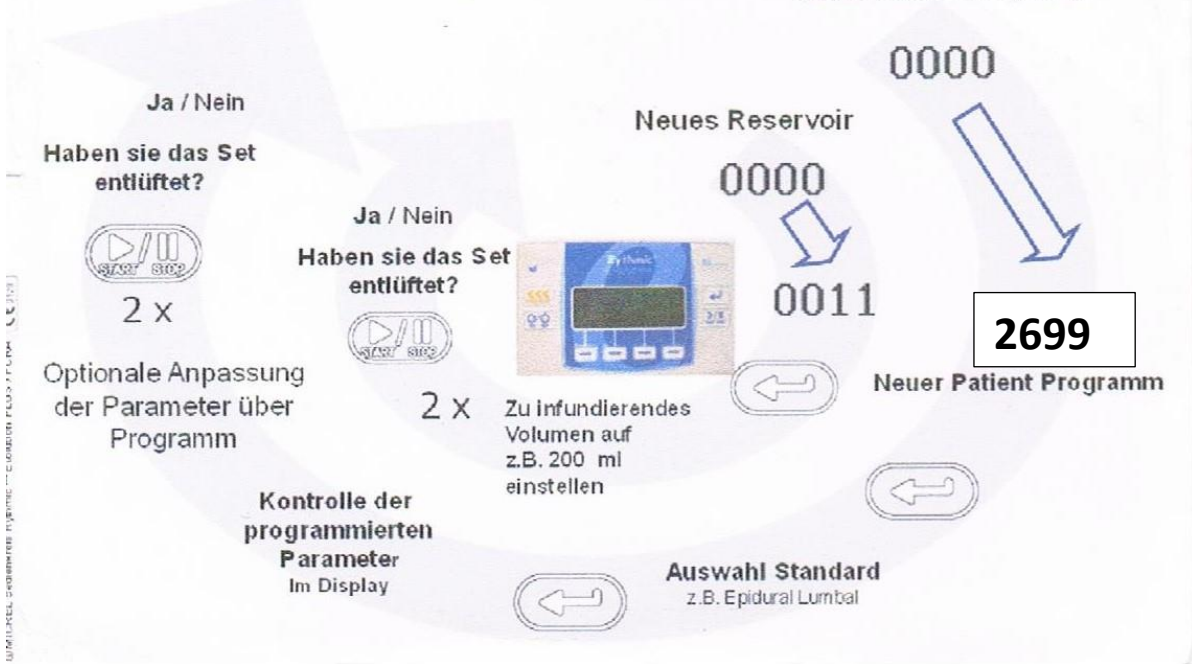 0000
Neues Reservoir
0000
0011
2699
Neuer Patient Programm
Ja / Nein
Haben sie das Set
entlüftet?
START STOP
2 x
Optionale Anpassung
der Parameter über
Programm
Ja / Nein
Haben sie das Set
entlüftet?
START STOP
2 x
Rythmic
Zu infundierendes
Volumen auf
z.B. 200 ml
einstellen
Kontrolle der
programmierten
Parameter
Im Display
Auswahl Standard
z.B. Epidural Lumbal